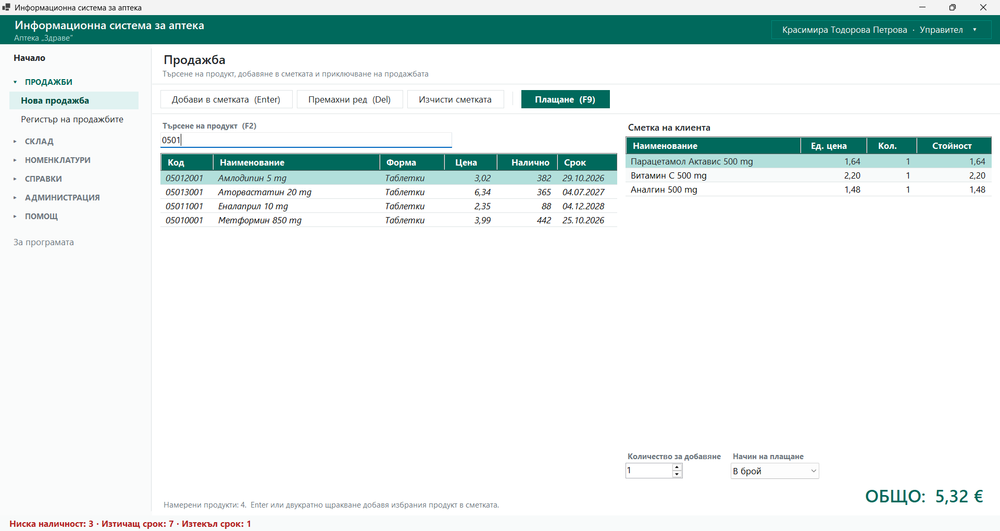 Информационна система за аптека
Информационна система за аптека
Аптека „Здраве“
Красимира Тодорова Петрова · Управител ▾
Начало
▾ ПРОДАЖБИ
Нова продажба
Регистър на продажбите
▸ СКЛАД
▸ НОМЕНКЛАТУРИ
▸ СПРАВКИ
▸ АДМИНИСТРАЦИЯ
▸ ПОМОЩ
За програмата
Продажба
Търсене на продукт, добавяне в сметката и приключване на продажбата
Добави в сметката (Enter) Премахни ред (Del) Изчисти сметката Плащане (F9)
Търсене на продукт (F2)
0501
Код Наименование Форма Цена Налично Срок
05012001 Амлодипин 5 mg Таблетки 3,02 382 29.10.2026
05013001 Аторвастатин 20 mg Таблетки 6,34 365 04.07.2027
05011001 Еналаприл 10 mg Таблетки 2,35 88 04.12.2028
05010001 Метформин 850 mg Таблетки 3,99 442 25.10.2026
Намерени продукти: 4. Enter или двукратно щракване добавя избрания продукт в сметката.
Сметка на клиента
Наименование Ед. цена Кол. Стойност
Парацетамол Актавис 500 mg 1,64 1 1,64
Витамин C 500 mg 2,20 1 2,20
Аналгин 500 mg 1,48 1 1,48
Количество за добавяне Начин на плащане
1 В брой
ОБЩО: 5,32 €
Ниска наличност: 3 · Изтичащ срок: 7 · Изтекъл срок: 1